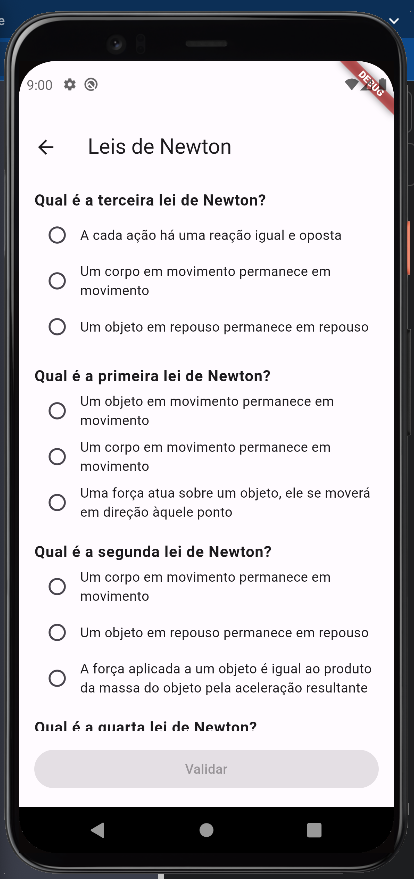 e
9:00
DEBUG
Leis de Newton
Qual é a terceira lei de Newton?
A cada ação há uma reação igual e oposta
Um corpo em movimento permanece em
movimento
Um objeto em repouso permanece em repouso
Qual é a primeira lei de Newton?
Um objeto em movimento permanece em
movimento
Um corpo em movimento permanece em
movimento
Uma força atua sobre um objeto, ele se moverá
em direção àquele ponto
Qual é a segunda lei de Newton?
Um corpo em movimento permanece em
movimento
Um objeto em repouso permanece em repouso
A força aplicada a um objeto é igual ao produto
da massa do objeto pela aceleração resultante
Qual é a quarta lei de Newton?
Validar